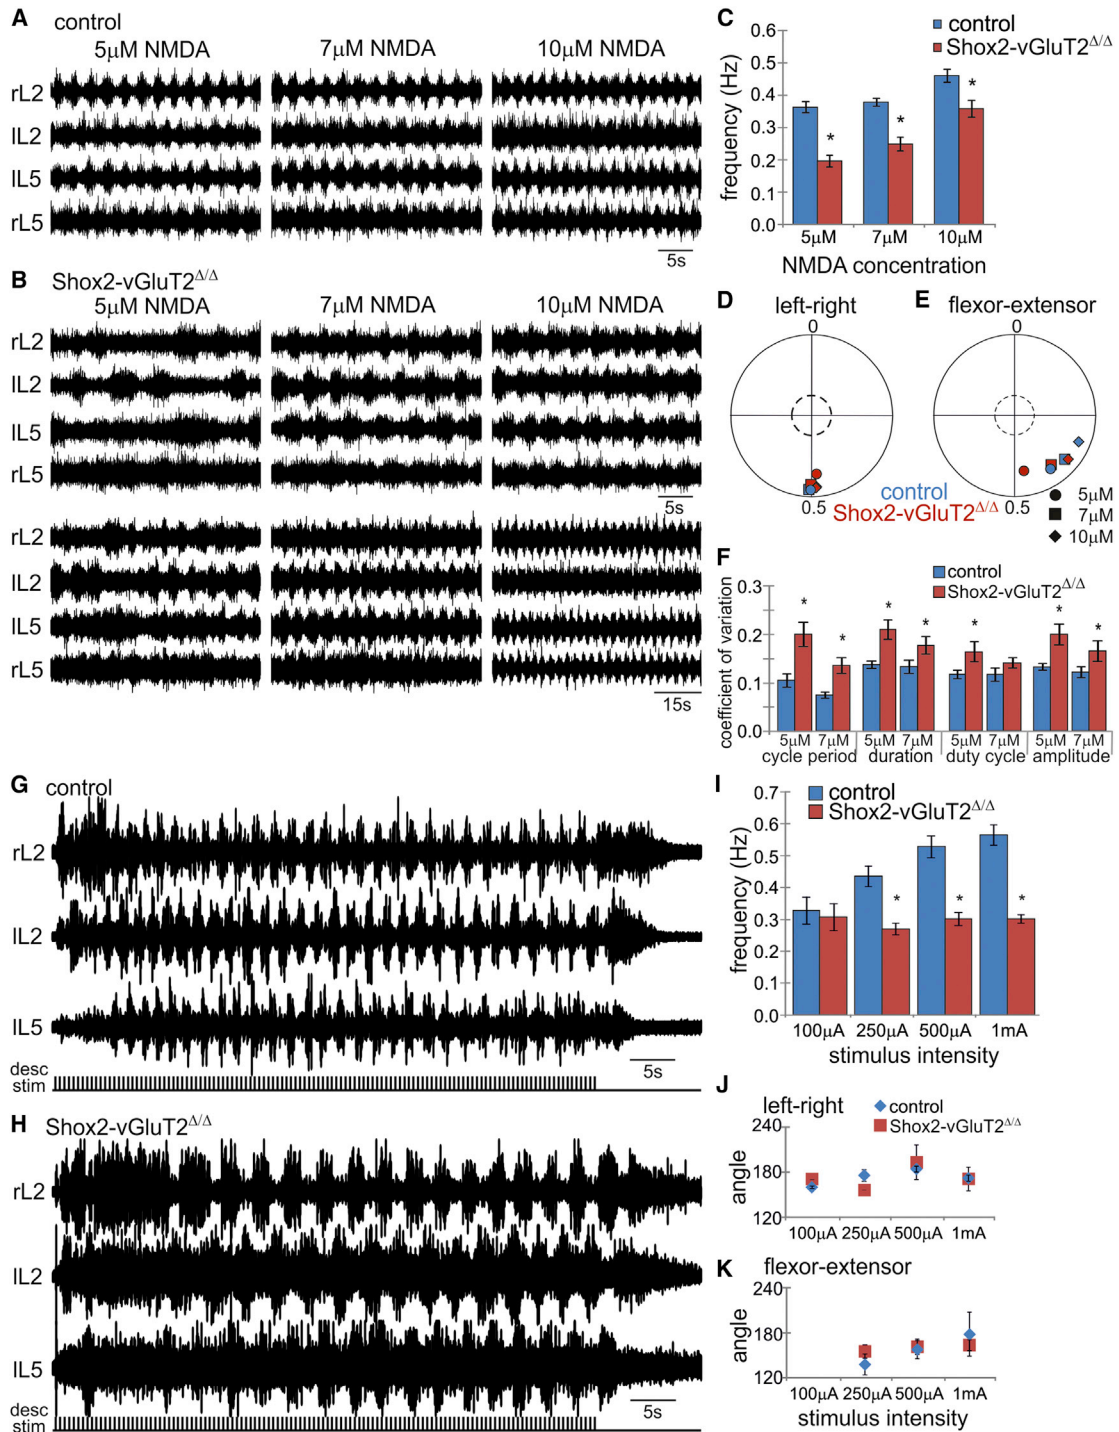 A
control
5µM NMDA 7µM NMDA 10µM NMDA
rL2
lL2
lL5
rL5
5s
B
Shox2-vGluT2Δ/Δ
5µM NMDA 7µM NMDA 10µM NMDA
rL2
lL2
lL5
rL5
5s
rL2
lL2
lL5
rL5
15s
C
control
Shox2-vGluT2Δ/Δ
frequency (Hz)
0.6
0.5
0.4
0.3
0.2
0.1
0.0
* * *
5µM 7µM 10µM
NMDA concentration
D
left-right
0
0.5
E
flexor-extensor
0
0.5
control
Shox2-vGluT2Δ/Δ
5µM
7µM
10µM
F
control
Shox2-vGluT2Δ/Δ
coefficient of variation
0.3
0.2
0.1
0.0
* * * * * * *
5µM 7µM 5µM 7µM 5µM 7µM 5µM 7µM
cycle period duration duty cycle amplitude
G
control
rL2
lL2
lL5
5s
desc
stim
H
Shox2-vGluT2Δ/Δ
rL2
lL2
lL5
5s
desc
stim
I
control
Shox2-vGluT2Δ/Δ
frequency (Hz)
0.7
0.6
0.5
0.4
0.3
0.2
0.1
0.0
* * *
100µA 250µA 500µA 1mA
stimulus intensity
J
left-right
control
Shox2-vGluT2Δ/Δ
angle
240
180
120
100µA 250µA 500µA 1mA
K
flexor-extensor
angle
240
180
120
100µA 250µA 500µA 1mA
stimulus intensity